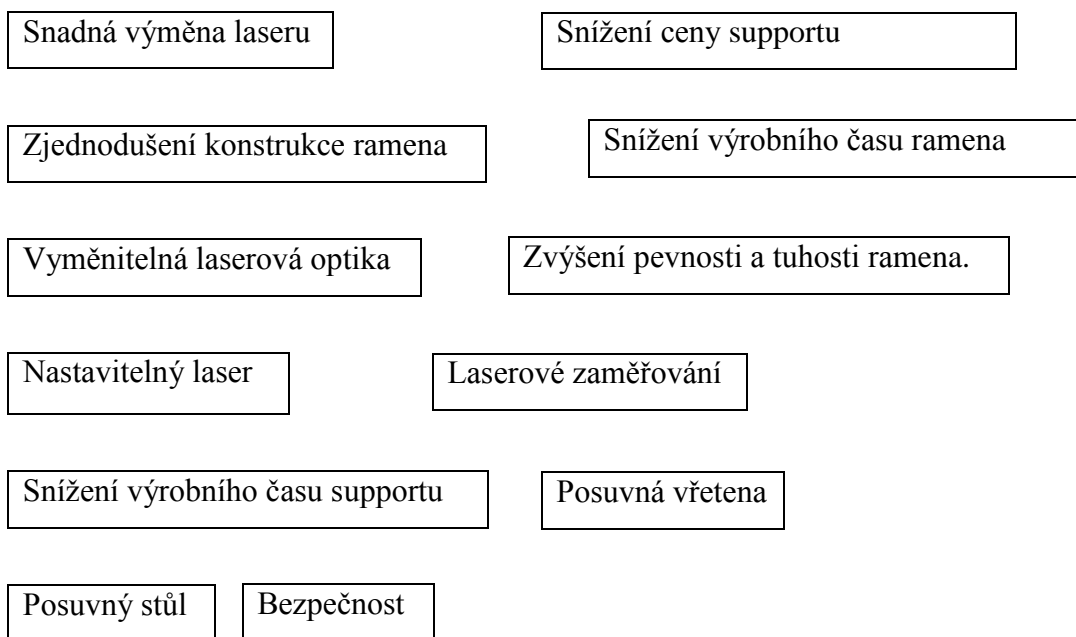 Snadná výměna laseru
Snížení ceny supportu
Zjednodušení konstrukce ramena
Snížení výrobního času ramena
Vyměnitelná laserová optika
Zvýšení pevnosti a tuhosti ramena.
Nastavitelný laser
Laserové zaměřování
Snížení výrobního času supportu
Posuvná vřetena
Posuvný stůl
Bezpečnost